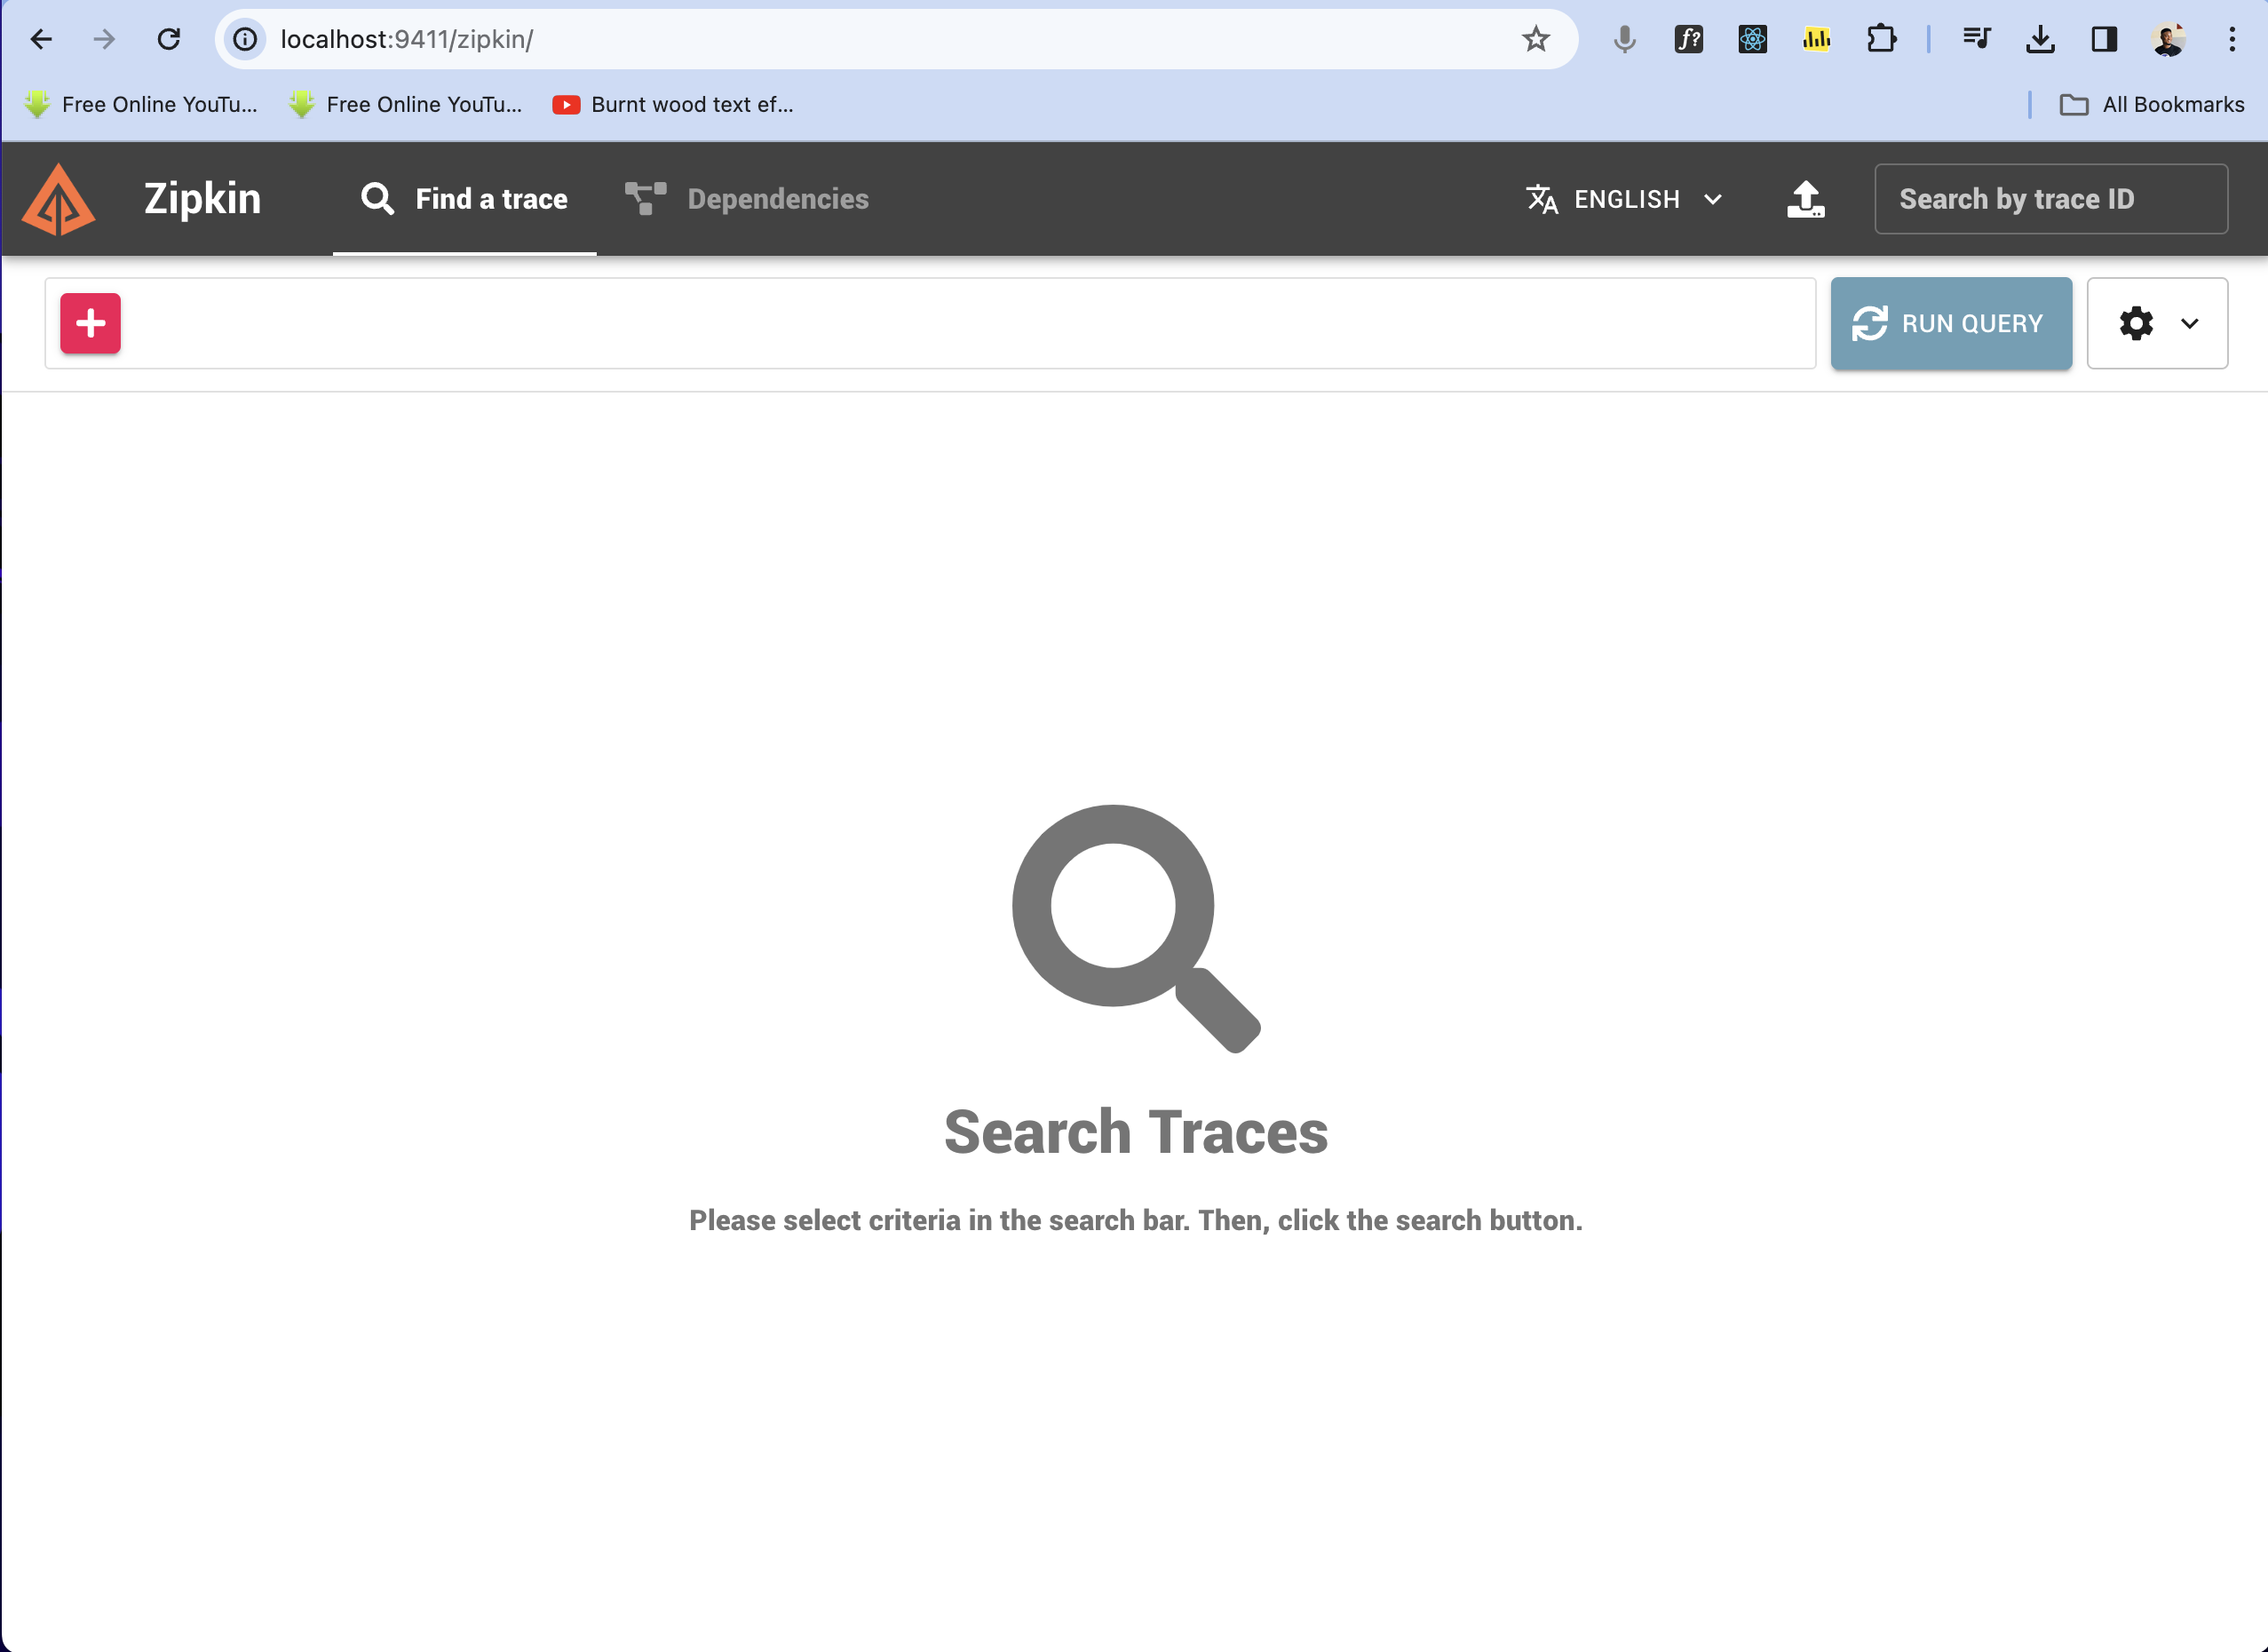 localhost:9411/zipkin/
Free Online YouTu...
Free Online YouTu...
Burnt wood text ef...
All Bookmarks
Zipkin
Find a trace
Dependencies
ENGLISH
Search by trace ID
RUN QUERY
Search Traces
Please select criteria in the search bar. Then, click the search button.